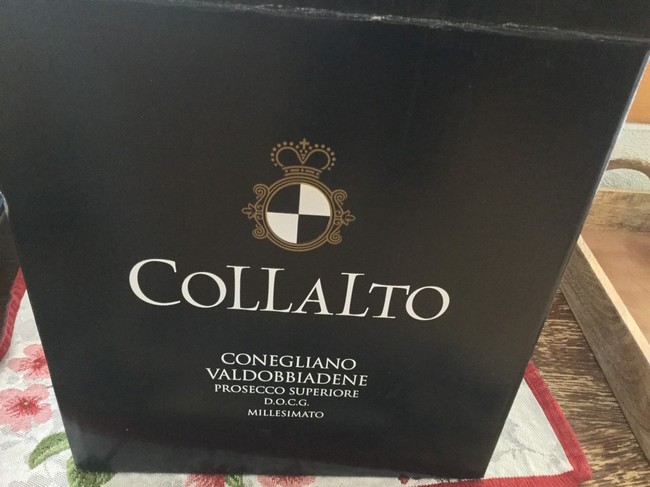 COLLALTO
CONEGLIANO
VALDOBBIADENE
PROSECCO SUPERIORE
D.O.C.G.
MILLESIMATO